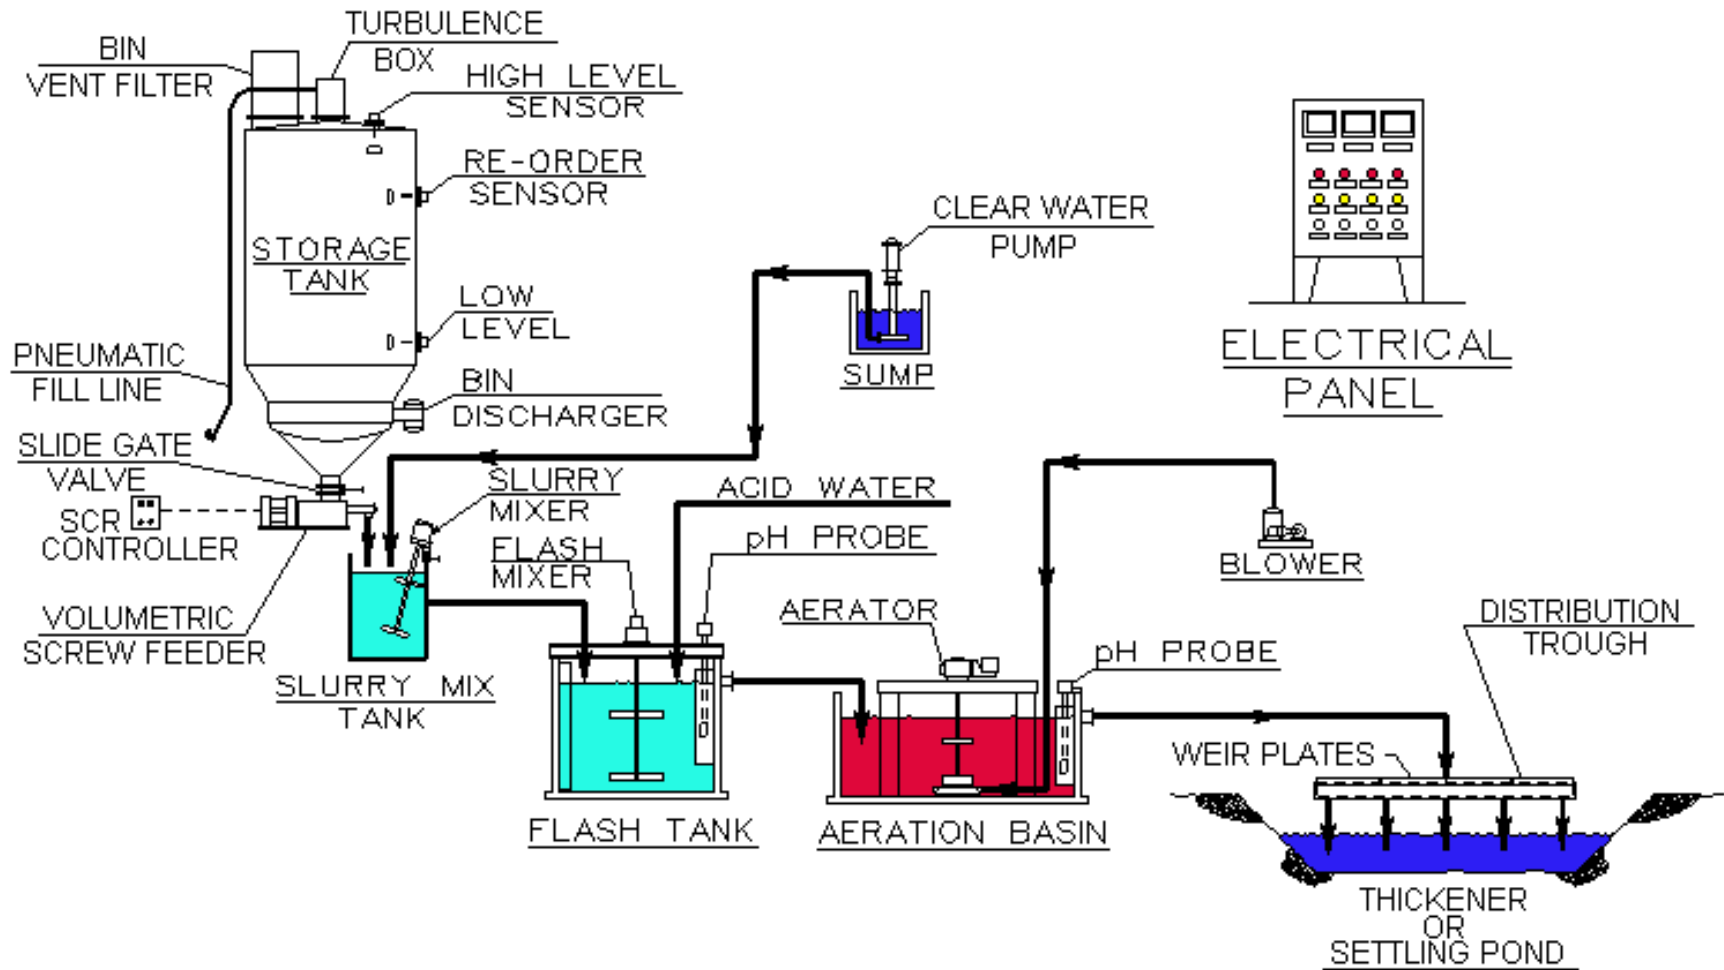 BIN
VENT FILTER
TURBULENCE
BOX
HIGH LEVEL
SENSOR
RE-ORDER
SENSOR
STORAGE
TANK
LOW
LEVEL
PNEUMATIC
FILL LINE
BIN
DISCHARGER
SLIDE GATE
VALVE
SCR
CONTROLLER
VOLUMETRIC
SCREW FEEDER
SLURRY
MIXER
SLURRY MIX
TANK
FLASH
MIXER
ACID WATER
pH PROBE
FLASH TANK
CLEAR WATER
PUMP
SUMP
ELECTRICAL
PANEL
BLOWER
AERATOR
pH PROBE
AERATION BASIN
DISTRIBUTION
TROUGH
WEIR PLATES
THICKENER
OR
SETTLING POND